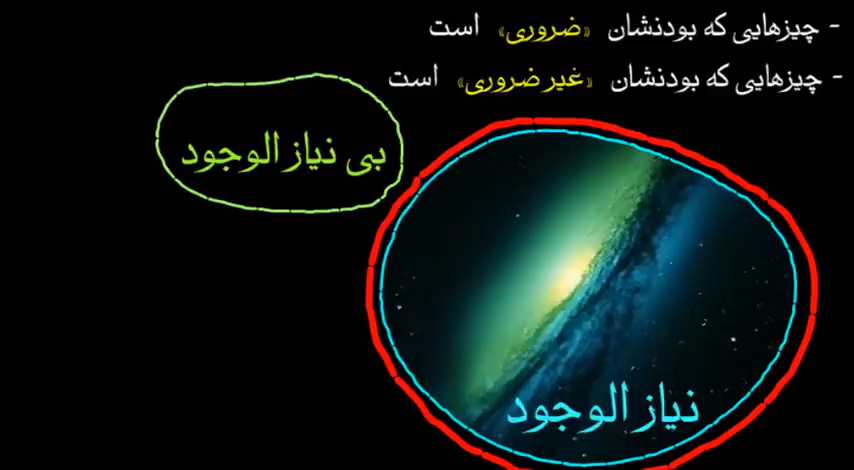 - چیزهایی که بودنشان «ضروری» است
- چیزهایی که بودنشان «غیر ضروری» است
بی نیاز الوجود
نیاز الوجود